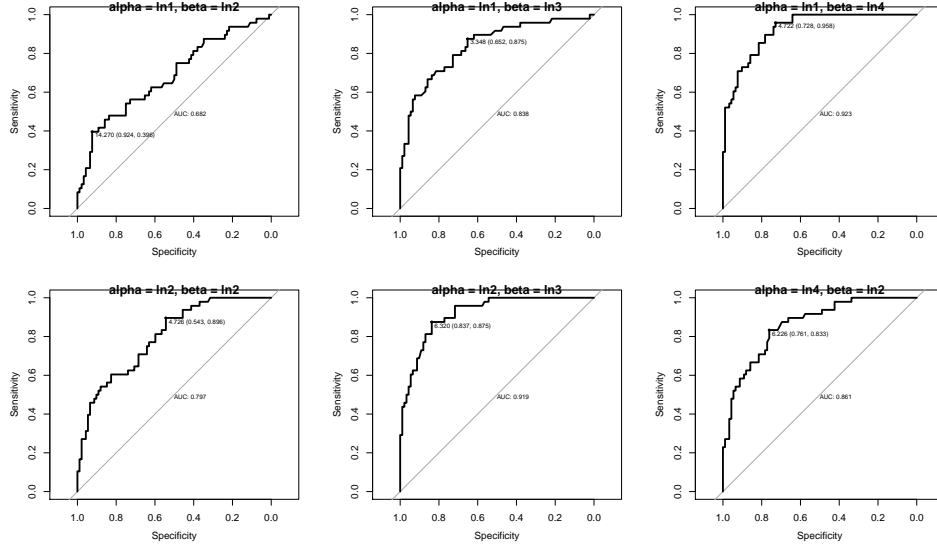 alpha = ln1, beta = ln2
Sensitivity
0.0 0.2 0.4 0.6 0.8 1.0
14.270 (0.924, 0.396)
AUC: 0.682
1.0 0.8 0.6 0.4 0.2 0.0
Specificity
alpha = ln1, beta = ln3
Sensitivity
0.0 0.2 0.4 0.6 0.8 1.0
3.348 (0.652, 0.875)
AUC: 0.838
1.0 0.8 0.6 0.4 0.2 0.0
Specificity
alpha = ln1, beta = ln4
Sensitivity
0.0 0.2 0.4 0.6 0.8 1.0
4.722 (0.728, 0.958)
AUC: 0.923
1.0 0.8 0.6 0.4 0.2 0.0
Specificity
alpha = ln2, beta = ln2
Sensitivity
0.0 0.2 0.4 0.6 0.8 1.0
4.726 (0.543, 0.896)
AUC: 0.797
1.0 0.8 0.6 0.4 0.2 0.0
Specificity
alpha = ln2, beta = ln3
Sensitivity
0.0 0.2 0.4 0.6 0.8 1.0
6.320 (0.837, 0.875)
AUC: 0.919
1.0 0.8 0.6 0.4 0.2 0.0
Specificity
alpha = ln4, beta = ln2
Sensitivity
0.0 0.2 0.4 0.6 0.8 1.0
6.226 (0.761, 0.833)
AUC: 0.861
1.0 0.8 0.6 0.4 0.2 0.0
Specificity